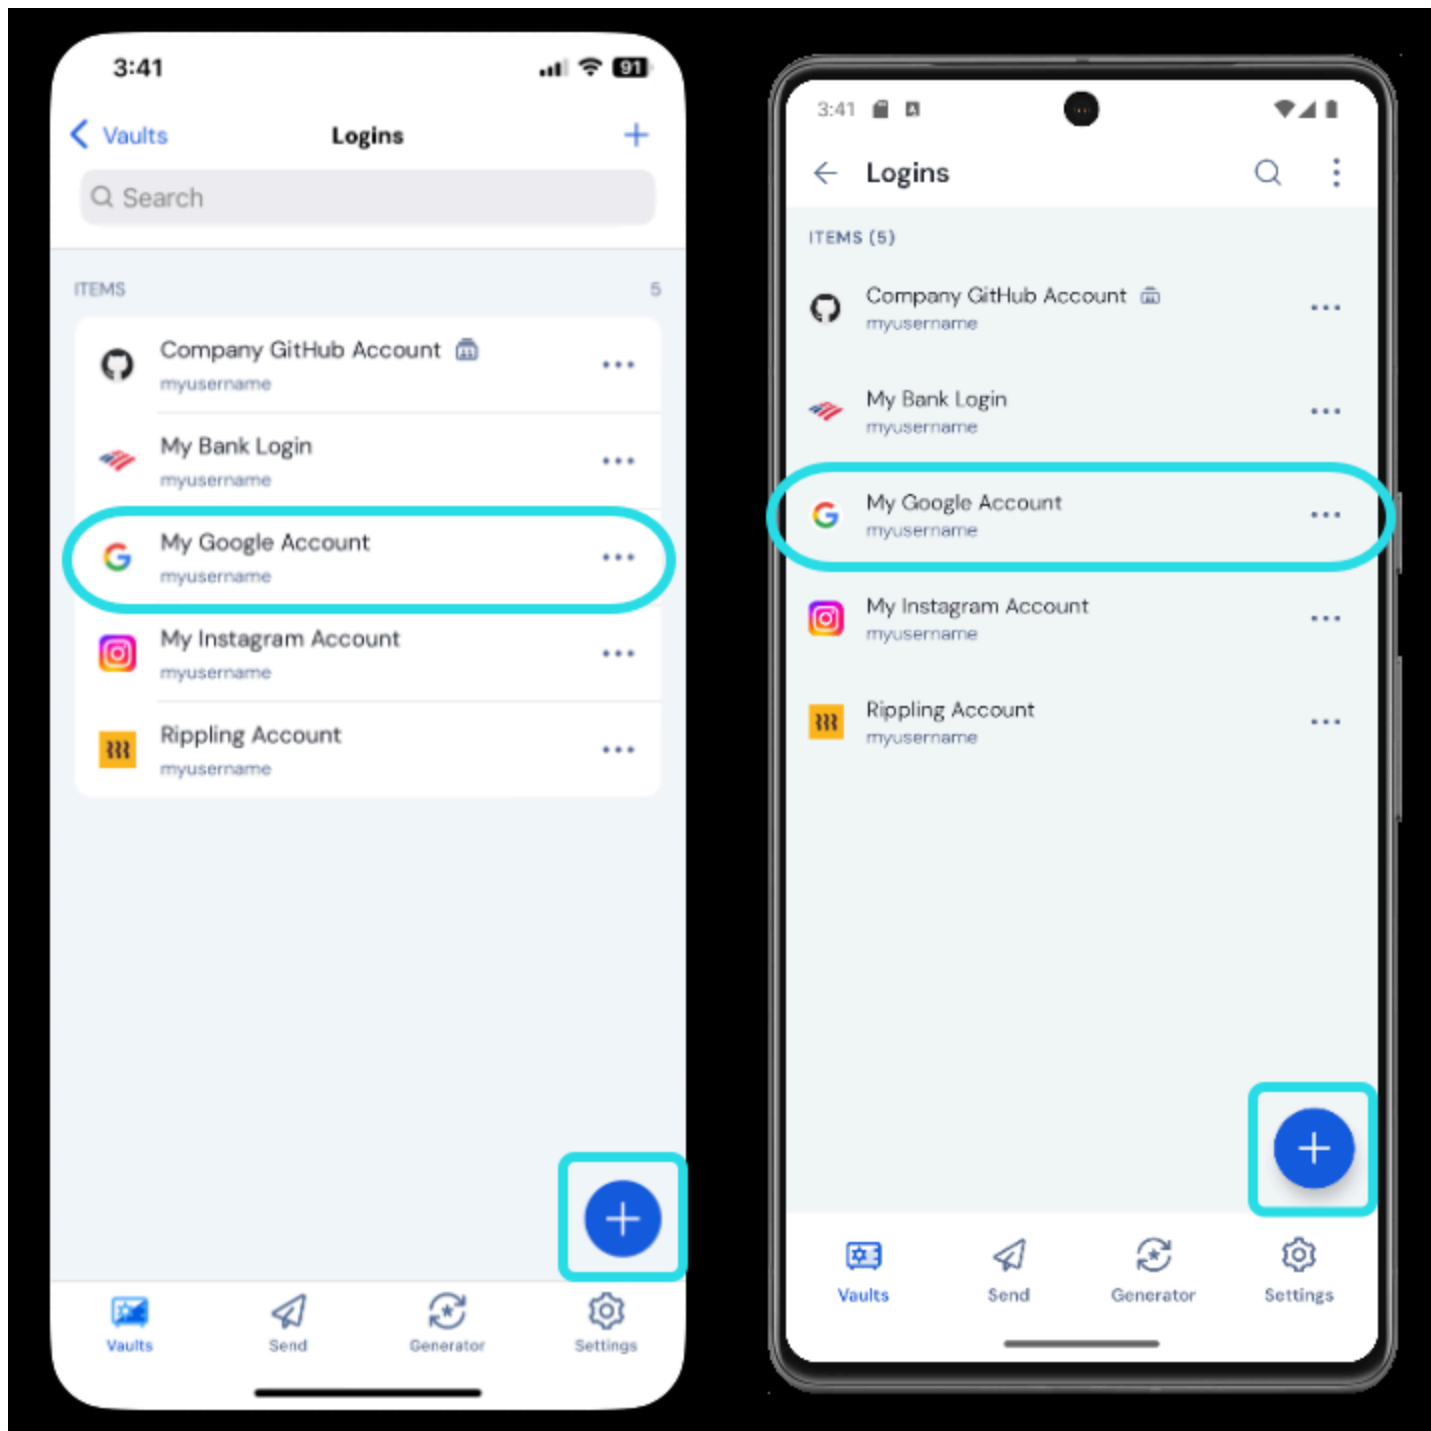 3:41
91
Vaults
Logins
Search
ITEMS 5
Company GitHub Account
myusername
My Bank Login
myusername
My Google Account
myusername
My Instagram Account
myusername
Rippling Account
myusername
Vaults
Send
Generator
Settings
3:41
Logins
ITEMS (5)
Company GitHub Account
myusername
My Bank Login
myusername
My Google Account
myusername
My Instagram Account
myusername
Rippling Account
myusername
Vaults
Send
Generator
Settings